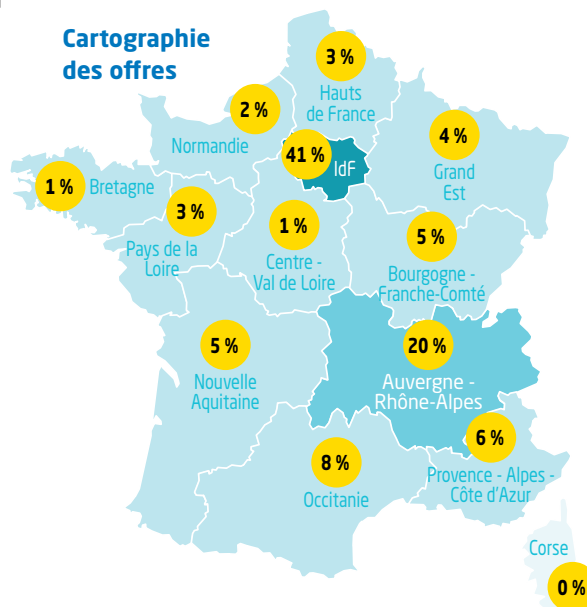 Cartographie
des offres
3 %
Hauts
de France
2 %
Normandie
41 %
IdF
4 %
Grand
Est
1 %
Bretagne
3 %
Pays de la
Loire
1 %
Centre -
Val de Loire
5 %
Bourgogne -
Franche-Comté
5 %
Nouvelle
Aquitaine
20 %
Auvergne -
Rhône-Alpes
8 %
Occitanie
6 %
Provence - Alpes -
Côte d'Azur
Corse
0 %